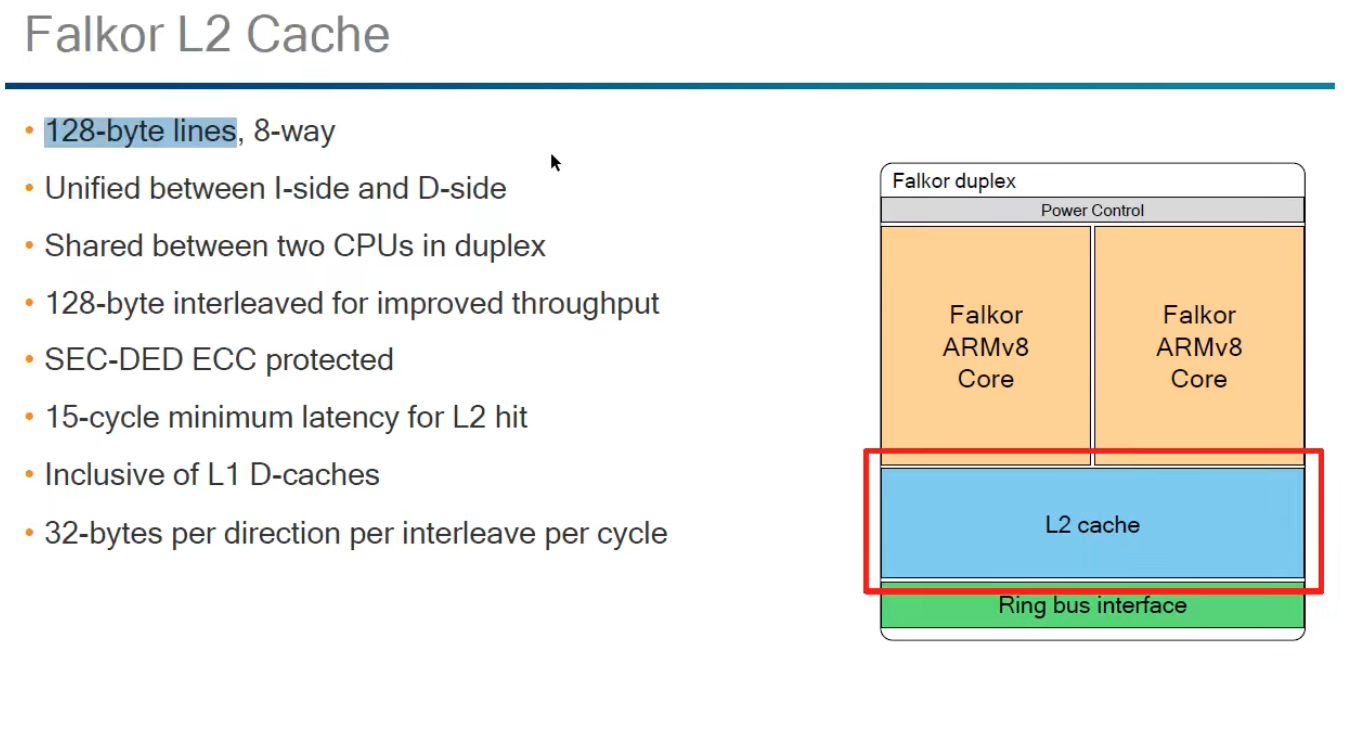 Falkor L2 Cache
• 128-byte lines, 8-way
• Unified between I-side and D-side
• Shared between two CPUs in duplex
• 128-byte interleaved for improved throughput
• SEC-DED ECC protected
• 15-cycle minimum latency for L2 hit
• Inclusive of L1 D-caches
• 32-bytes per direction per interleave per cycle
Falkor duplex
Power Control
Falkor
ARMv8
Core
Falkor
ARMv8
Core
L2 cache
Ring bus interface